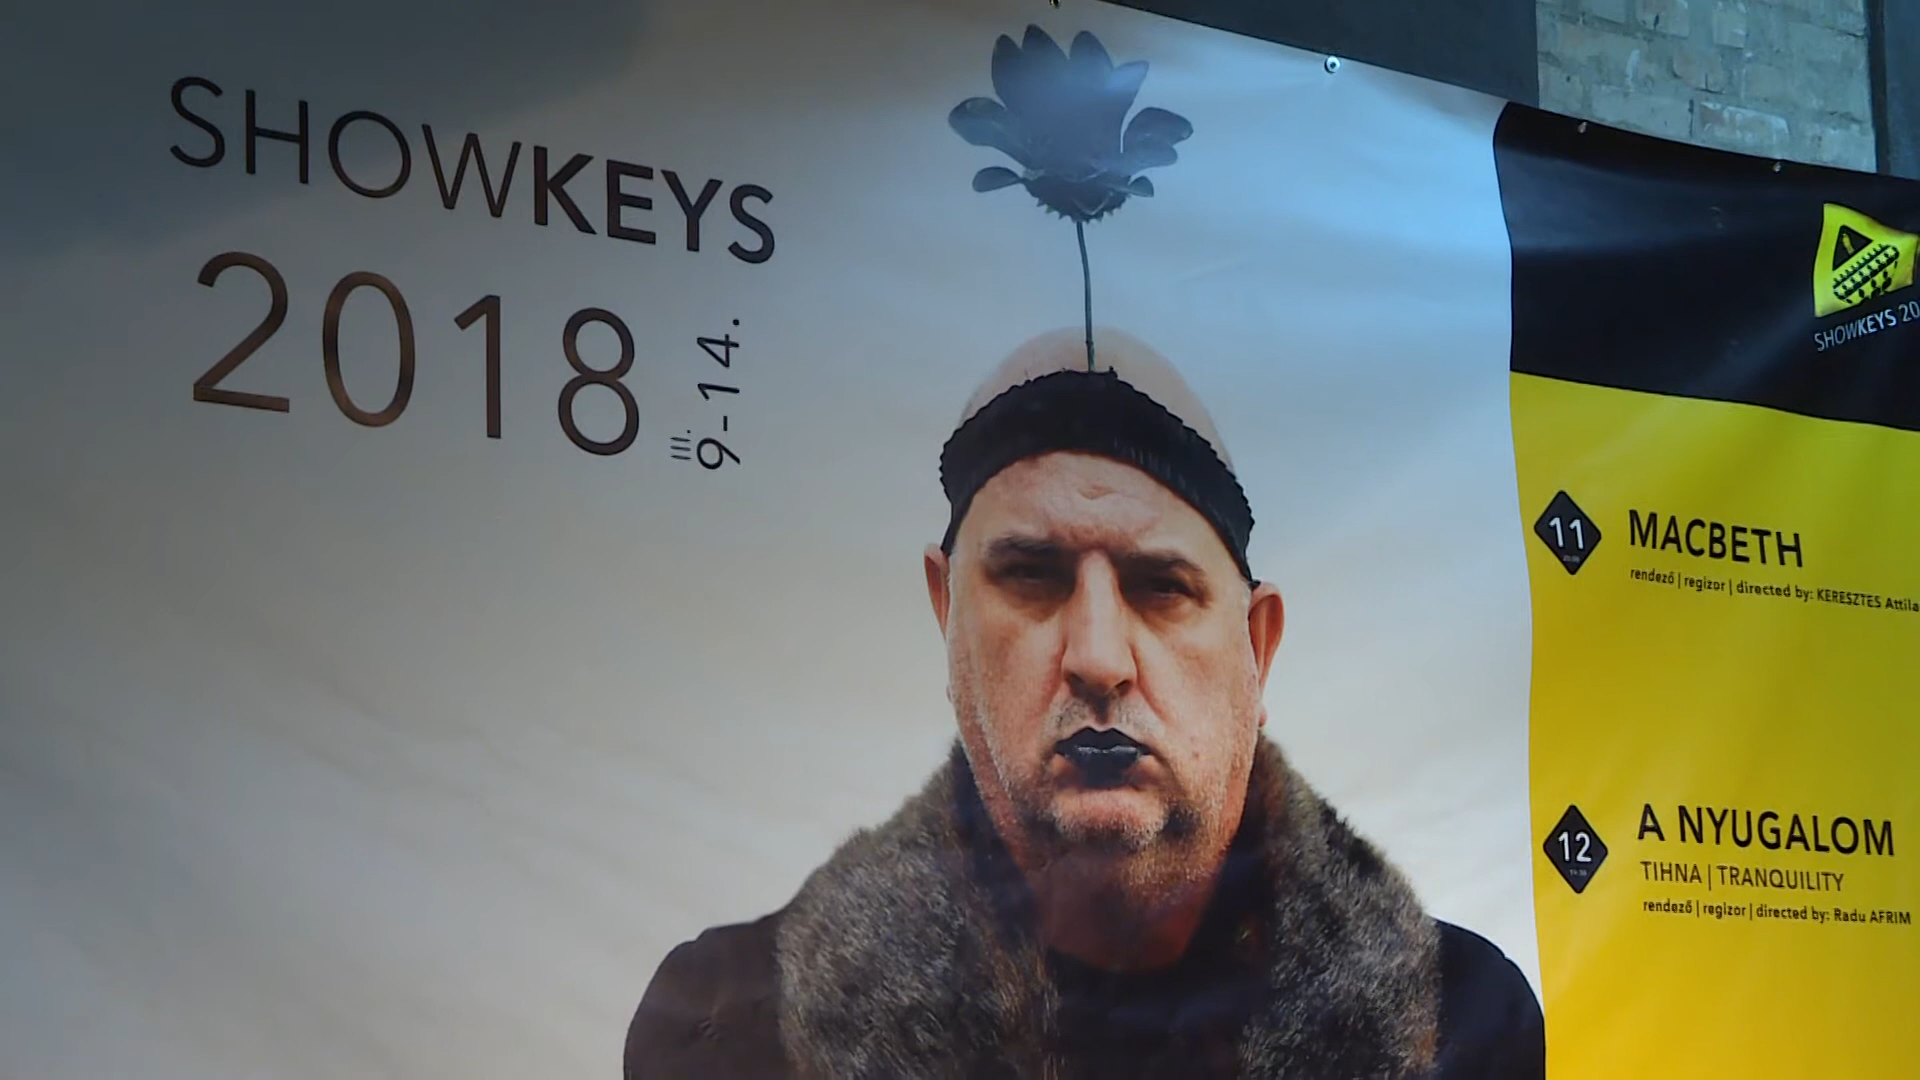 SHOWKEYS
2018
III.
9-14.
SHOWKEYS 20
11
MACBETH
rendező | regizor | directed by: KERESZTES Attila
12
A NYUGALOM
TIHNA | TRANQUILITY
rendező | regizor | directed by: Radu AFRIM